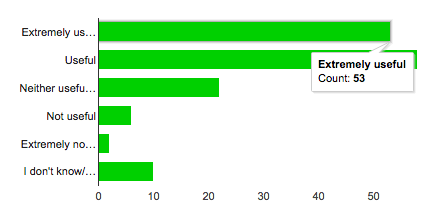 Extremely us…
Useful
Extremely useful
Count: 53
Neither usefu…
Not useful
Extremely no…
I don't know/…
0 10 20 30 40 50